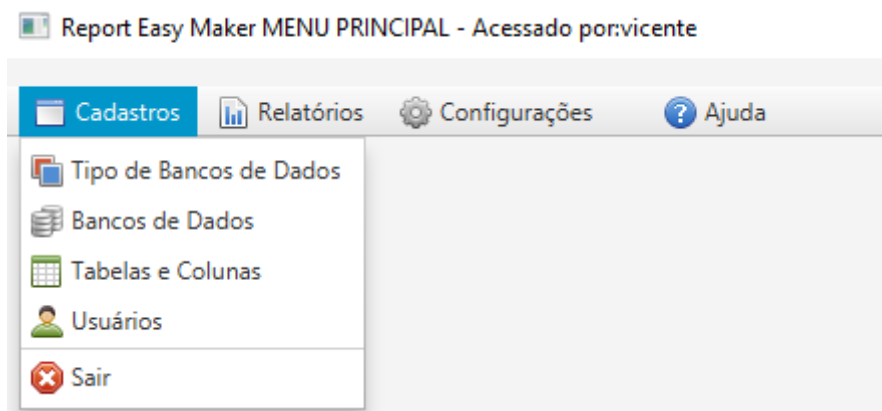 Report Easy Maker MENU PRINCIPAL - Acessado por:vicente
Cadastros Relatórios Configurações Ajuda
Tipo de Bancos de Dados
Bancos de Dados
Tabelas e Colunas
Usuários
Sair